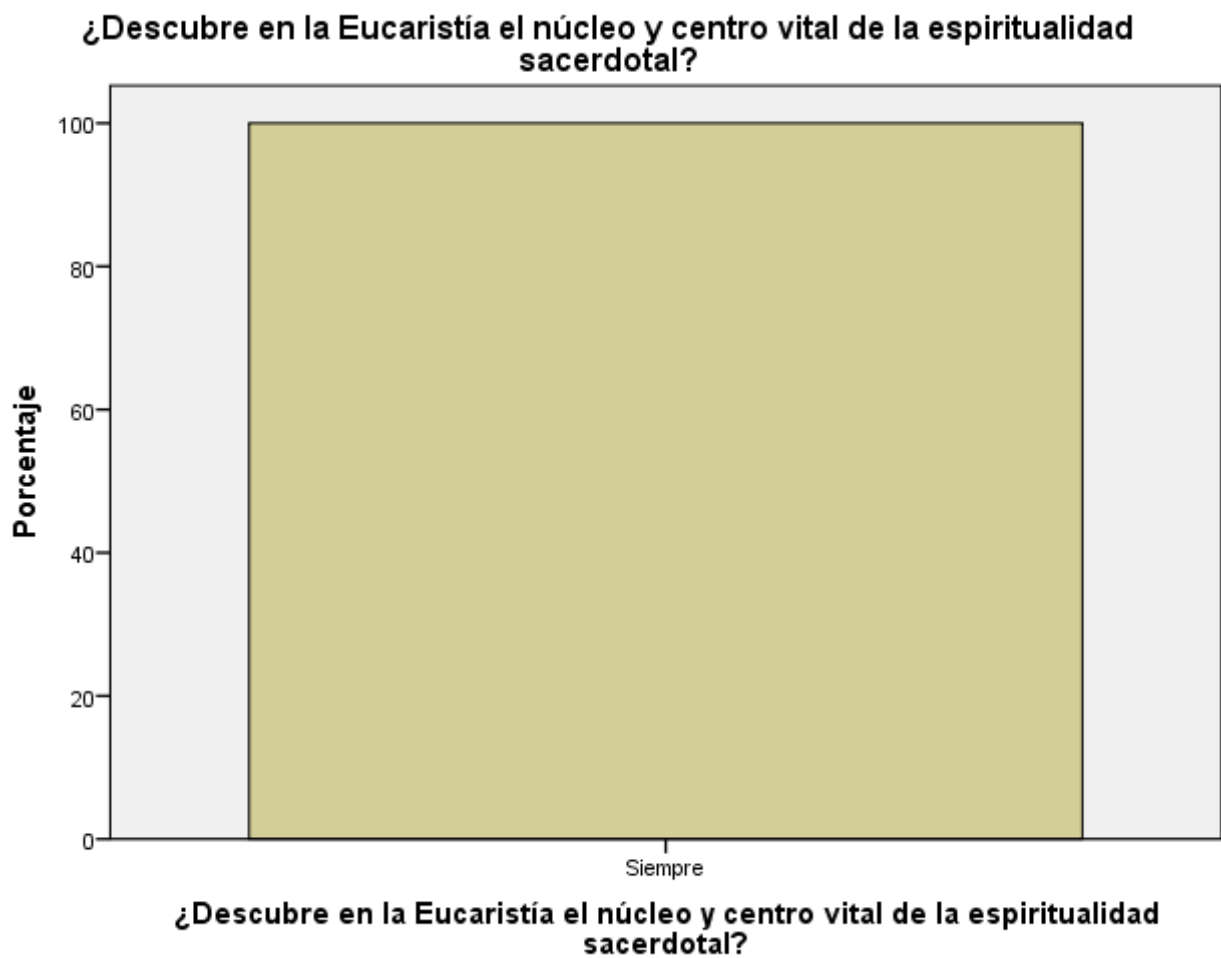 ¿Descubre en la Eucaristía el núcleo y centro vital de la espiritualidad
sacerdotal?
Porcentaje
100
80
60
40
20
0
Siempre
¿Descubre en la Eucaristía el núcleo y centro vital de la espiritualidad
sacerdotal?